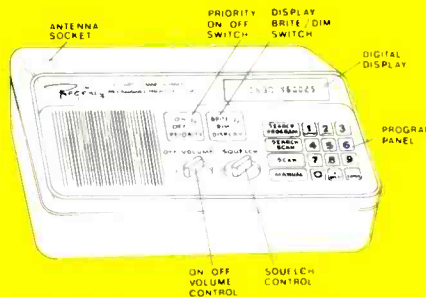 PRIORITY
ON OFF
SWITCH
DISPLAY
BRITE/DIM
SWITCH
ANTENNA
SOCKET
DIGITAL
DISPLAY
Regency
ON
OFF
PRIORITY
BRITE
DIM
DISPLAY
OFF VOLUME
SQUELCH
SEARCH
PROGRAM
1 2 3
SEARCH
SCAN
4 5 6
SCAN
7 8 9
MANUAL
0
PROGRAM
PANEL
ON OFF
VOLUME
CONTROL
SQUELCH
CONTROL